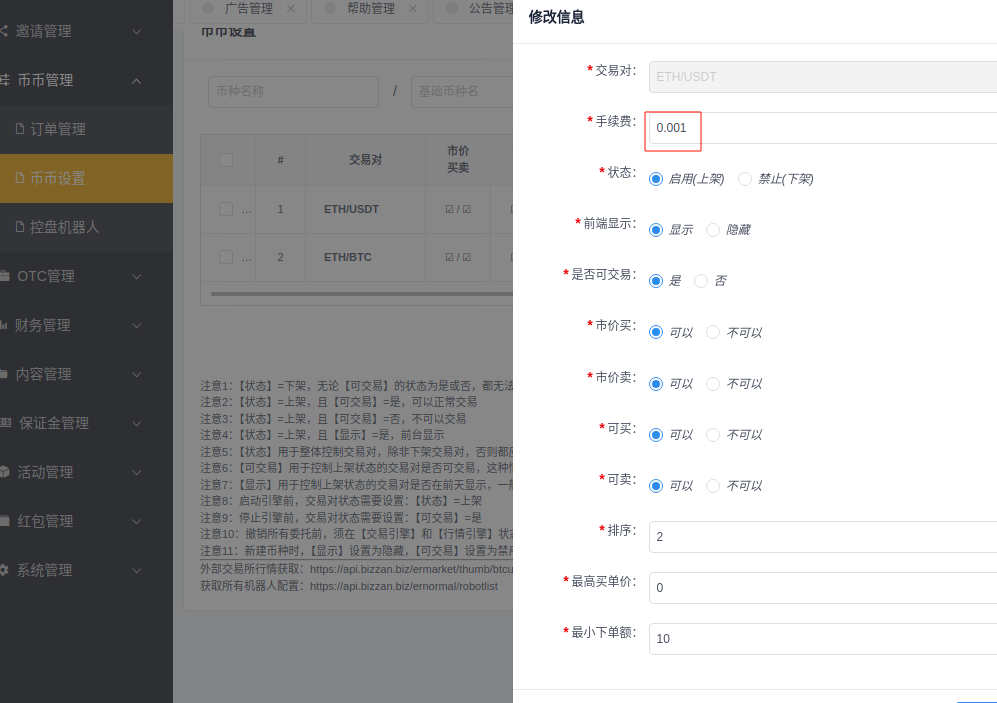 邀请管理
币币管理
订单管理
币币设置
控盘机器人
OTC管理
财务管理
内容管理
保证金管理
活动管理
红包管理
系统管理
广告管理 ×
帮助管理 ×
公告管理
币币设置
币种名称 / 基础币种名
# 交易对 市价
买卖
... 1 ETH/USDT ☑ / ☑
... 2 ETH/BTC ☑ / ☑
注意1：【状态】=下架，无论【可交易】的状态为是或否，都无法
注意2：【状态】=上架，且【可交易】=是，可以正常交易
注意3：【状态】=上架，且【可交易】=否，不可以交易
注意4：【状态】=上架，且【显示】=是，前台显示
注意5：【状态】用于整体控制交易对，除非下架交易对，否则都应
注意6：【可交易】用于控制上架状态的交易对是否可交易，这种情
注意7：【显示】用于控制上架状态的交易对是否在前天显示，一般
注意8：启动引擎前，交易对状态需要设置：【状态】=上架
注意9：停止引擎前，交易对状态需要设置：【可交易】=是
注意10：撤销所有委托前，须在【交易引擎】和【行情引擎】状态
注意11：新建币种时，【显示】设置为隐藏，【可交易】设置为禁用
外部交易所行情获取：https://api.bizzan.biz/ermarket/thumb/btcu
获取所有机器人配置：https://api.bizzan.biz/ernormal/robotlist
修改信息
* 交易对： ETH/USDT
* 手续费： 0.001
* 状态： 启用(上架) 禁止(下架)
* 前端显示： 显示 隐藏
* 是否可交易： 是 否
* 市价买： 可以 不可以
* 市价卖： 可以 不可以
* 可买： 可以 不可以
* 可卖： 可以 不可以
* 排序： 2
* 最高买单价： 0
* 最小下单额： 10